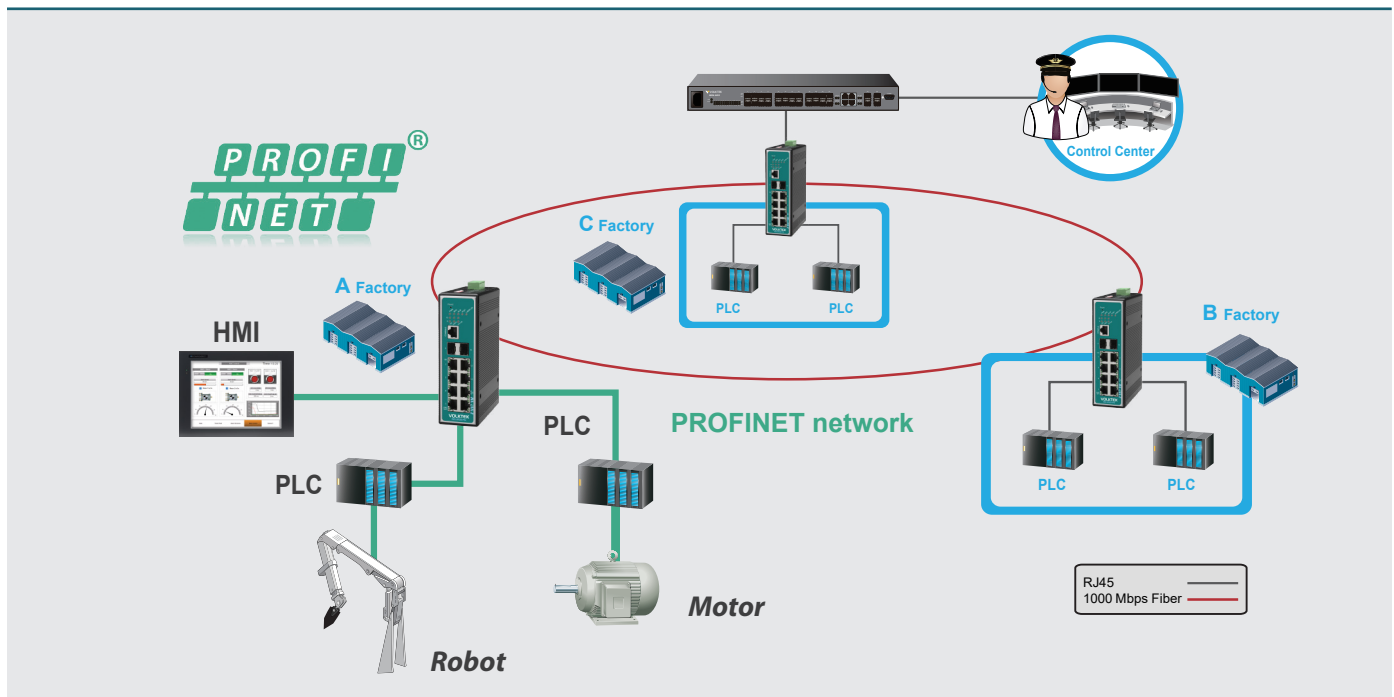 PROFI®
NET
Control Center
C Factory
PLC
PLC
A Factory
HMI
B Factory
VOLKTEK
PLC
PROFINET network
PLC
PLC
PLC
RJ45
1000 Mbps Fiber
Motor
Robot